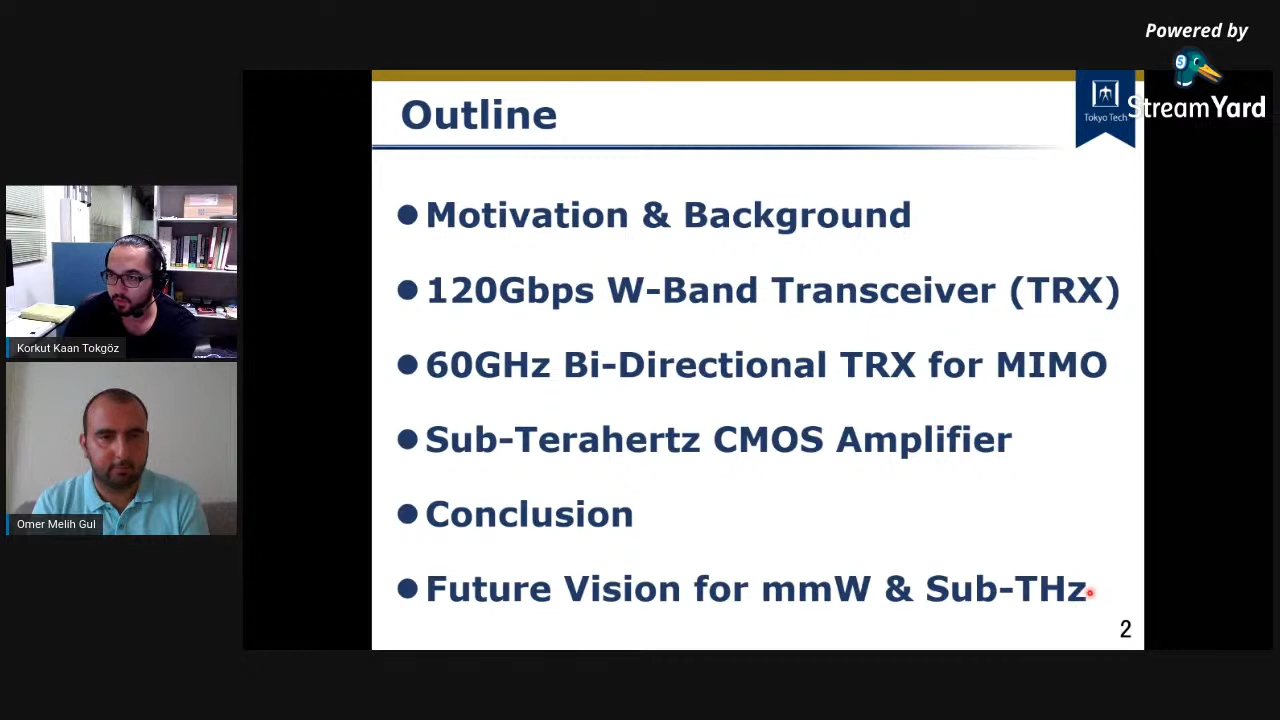 Powered by
StreamYard
Outline
Tokyo Tech
● Motivation & Background
● 120Gbps W-Band Transceiver (TRX)
● 60GHz Bi-Directional TRX for MIMO
● Sub-Terahertz CMOS Amplifier
● Conclusion
● Future Vision for mmW & Sub-THz
2
Korkut Kaan Tokgöz
Omer Melih Gul